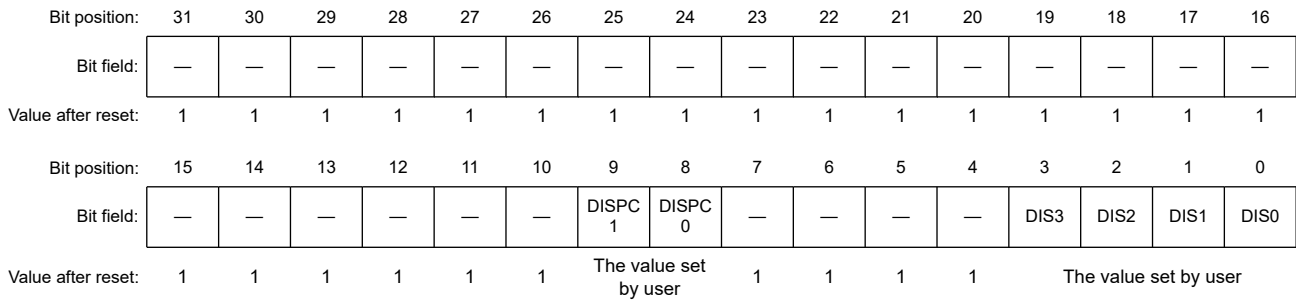 Bit position: 31 30 29 28 27 26 25 24 23 22 21 20 19 18 17 16
Bit field: — — — — — — — — — — — — — — — —
Value after reset: 1 1 1 1 1 1 1 1 1 1 1 1 1 1 1 1
Bit position: 15 14 13 12 11 10 9 8 7 6 5 4 3 2 1 0
Bit field: — — — — — — DISPC 1 DISPC 0 — — — — DIS3 DIS2 DIS1 DIS0
Value after reset: 1 1 1 1 1 1 The value set by user 1 1 1 1 The value set by user